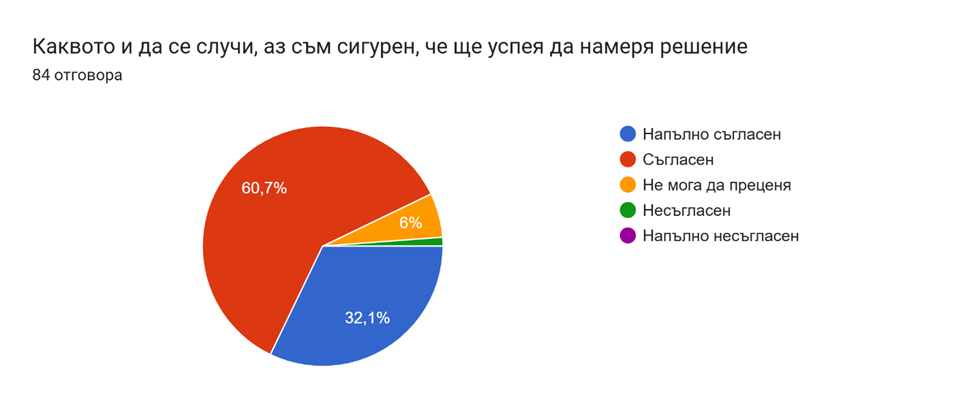 Каквото и да се случи, аз съм сигурен, че ще успея да намеря решение
84 отговора
60,7%
6%
32,1%
Напълно съгласен
Съгласен
Не мога да преценя
Несъгласен
Напълно несъгласен